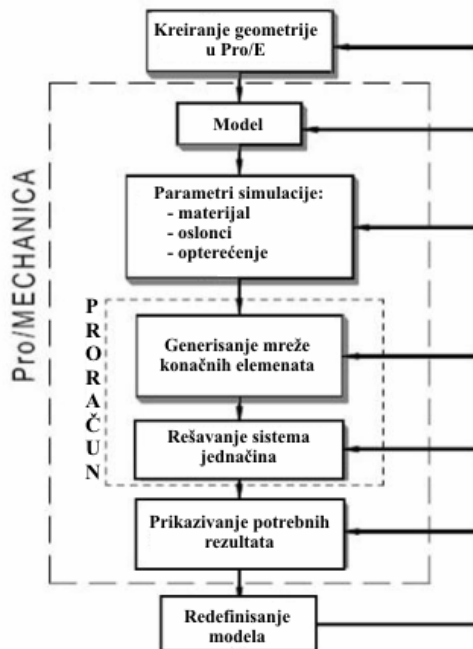 Kreiranje geometrije
u Pro/E
Pro/MECHANICA
Model
Parametri simulacije:
- materijal
- oslonci
- opterećenje
PRORAČUN
Generisanje mreže
konačnih elemenata
Rešavanje sistema
jednačina
Prikazivanje potrebnih
rezultata
Redefinisanje
modela